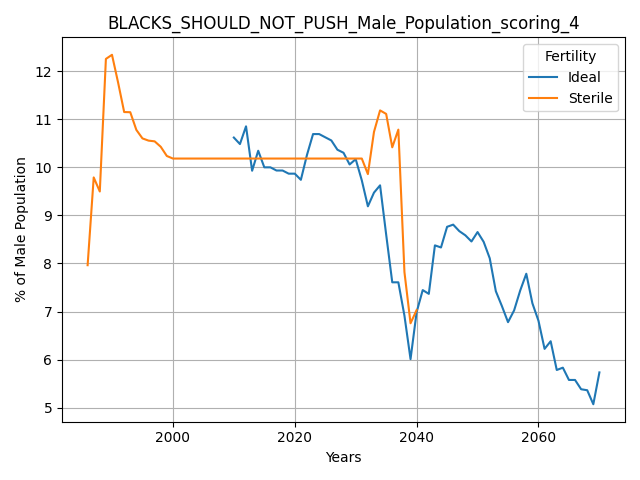 BLACKS_SHOULD_NOT_PUSH_Male_Population_scoring_4
Fertility
Ideal
Sterile
% of Male Population
12
11
10
9
8
7
6
5
2000 2020 2040 2060
Years